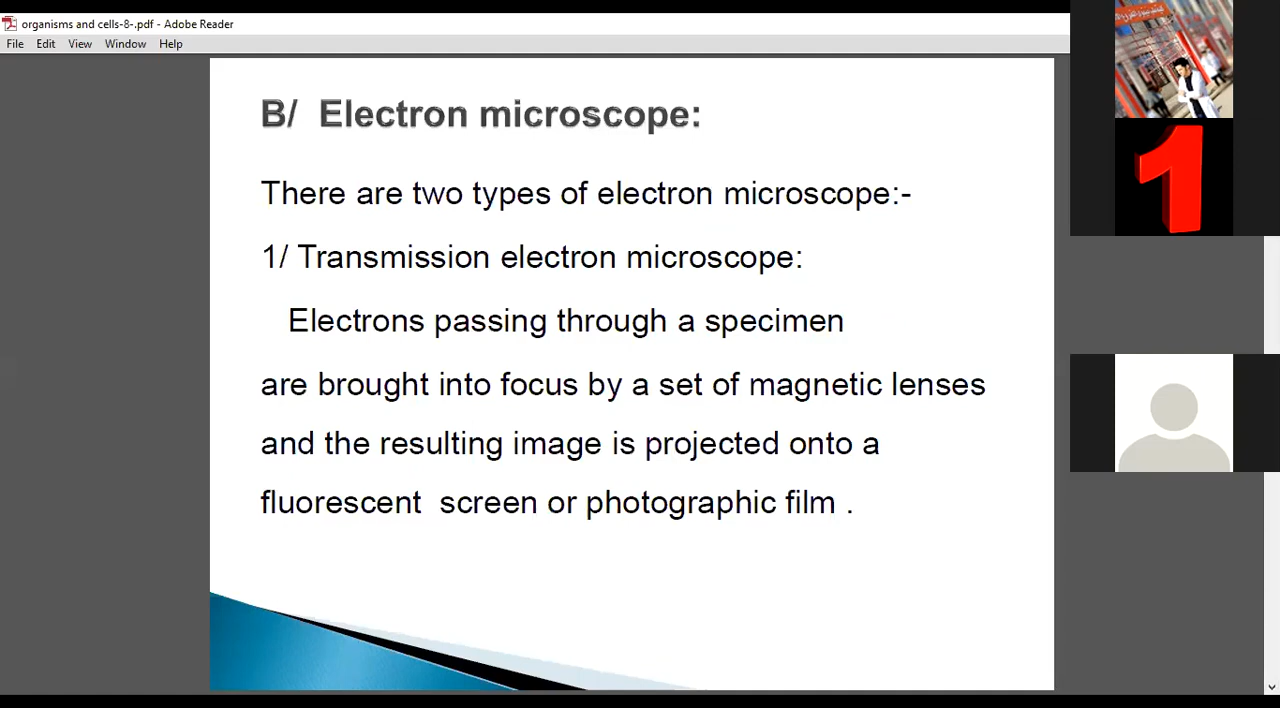 organisms and cells-8-.pdf - Adobe Reader
File Edit View Window Help
B/ Electron microscope:
There are two types of electron microscope:-
1/ Transmission electron microscope:
Electrons passing through a specimen
are brought into focus by a set of magnetic lenses
and the resulting image is projected onto a
fluorescent screen or photographic film .
1